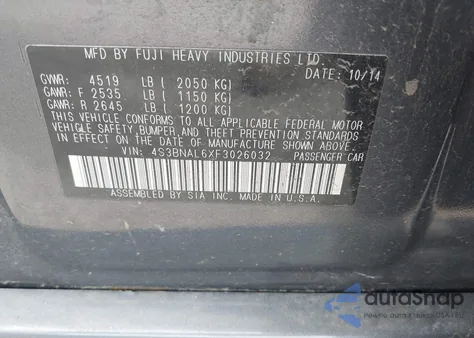 MFD BY FUJI HEAVY INDUSTRIES LTD.
DATE: 10/14
GVWR: 4519 LB ( 2050 KG)
GAWR: F 2535 LB ( 1150 KG)
GAWR: R 2645 LB ( 1200 KG)
THIS VEHICLE CONFORMS TO ALL APPLICABLE FEDERAL MOTOR
VEHICLE SAFETY, BUMPER, AND THEFT PREVENTION STANDARDS
IN EFFECT ON THE DATE OF MANUFACTURE SHOWN ABOVE.
VIN: 4S3BNAL6XF3026032 PASSENGER CAR
ASSEMBLED BY SIA INC. MADE IN U.S.A.
autoSnap